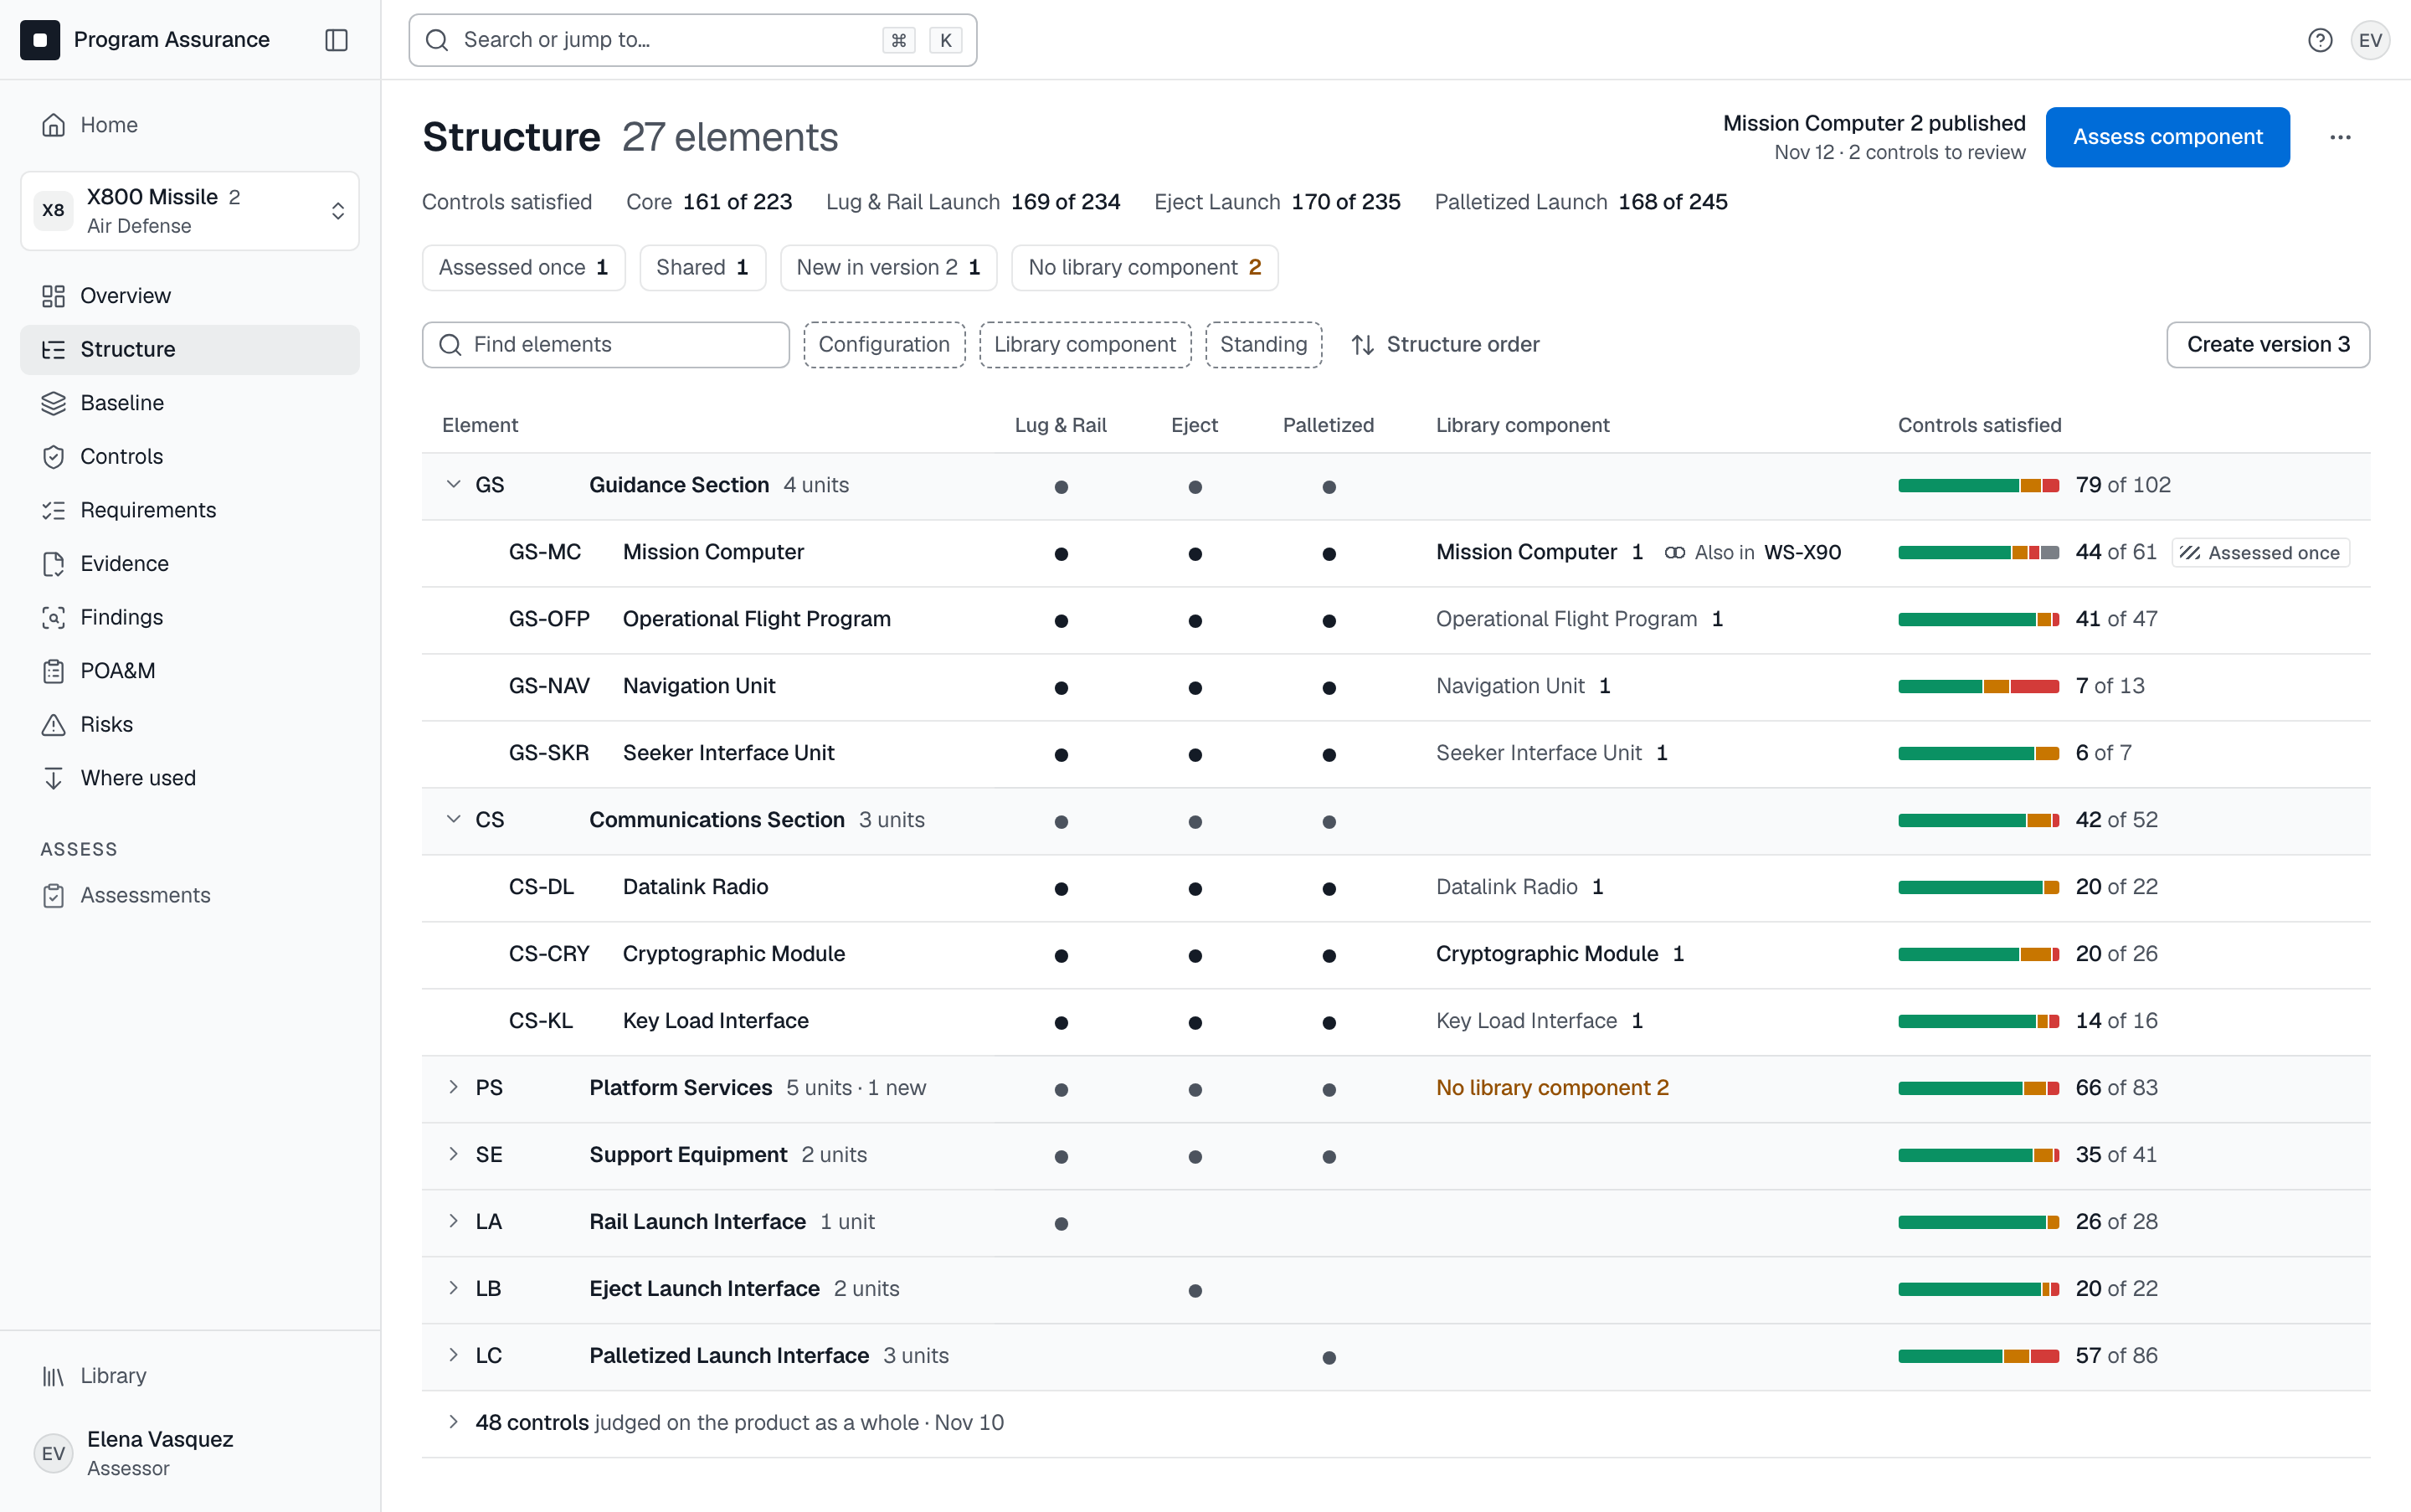 Program Assurance
Search or jump to…
⌘ K
EV
Home
X8
X800 Missile 2
Air Defense
Overview
Structure
Baseline
Controls
Requirements
Evidence
Findings
POA&M
Risks
Where used
ASSESS
Assessments
Library
EV
Elena Vasquez
Assessor
Structure 27 elements
Mission Computer 2 published
Nov 12 · 2 controls to review
Assess component
Controls satisfied Core 161 of 223 Lug & Rail Launch 169 of 234 Eject Launch 170 of 235 Palletized Launch 168 of 245
Assessed once 1 Shared 1 New in version 2 1 No library component 2
Find elements Configuration Library component Standing Structure order Create version 3
Element Lug & Rail Eject Palletized Library component Controls satisfied
GS Guidance Section 4 units 79 of 102
GS-MC Mission Computer Mission Computer 1 Also in WS-X90 44 of 61 Assessed once
GS-OFP Operational Flight Program Operational Flight Program 1 41 of 47
GS-NAV Navigation Unit Navigation Unit 1 7 of 13
GS-SKR Seeker Interface Unit Seeker Interface Unit 1 6 of 7
CS Communications Section 3 units 42 of 52
CS-DL Datalink Radio Datalink Radio 1 20 of 22
CS-CRY Cryptographic Module Cryptographic Module 1 20 of 26
CS-KL Key Load Interface Key Load Interface 1 14 of 16
PS Platform Services 5 units · 1 new No library component 2 66 of 83
SE Support Equipment 2 units 35 of 41
LA Rail Launch Interface 1 unit 26 of 28
LB Eject Launch Interface 2 units 20 of 22
LC Palletized Launch Interface 3 units 57 of 86
48 controls judged on the product as a whole · Nov 10